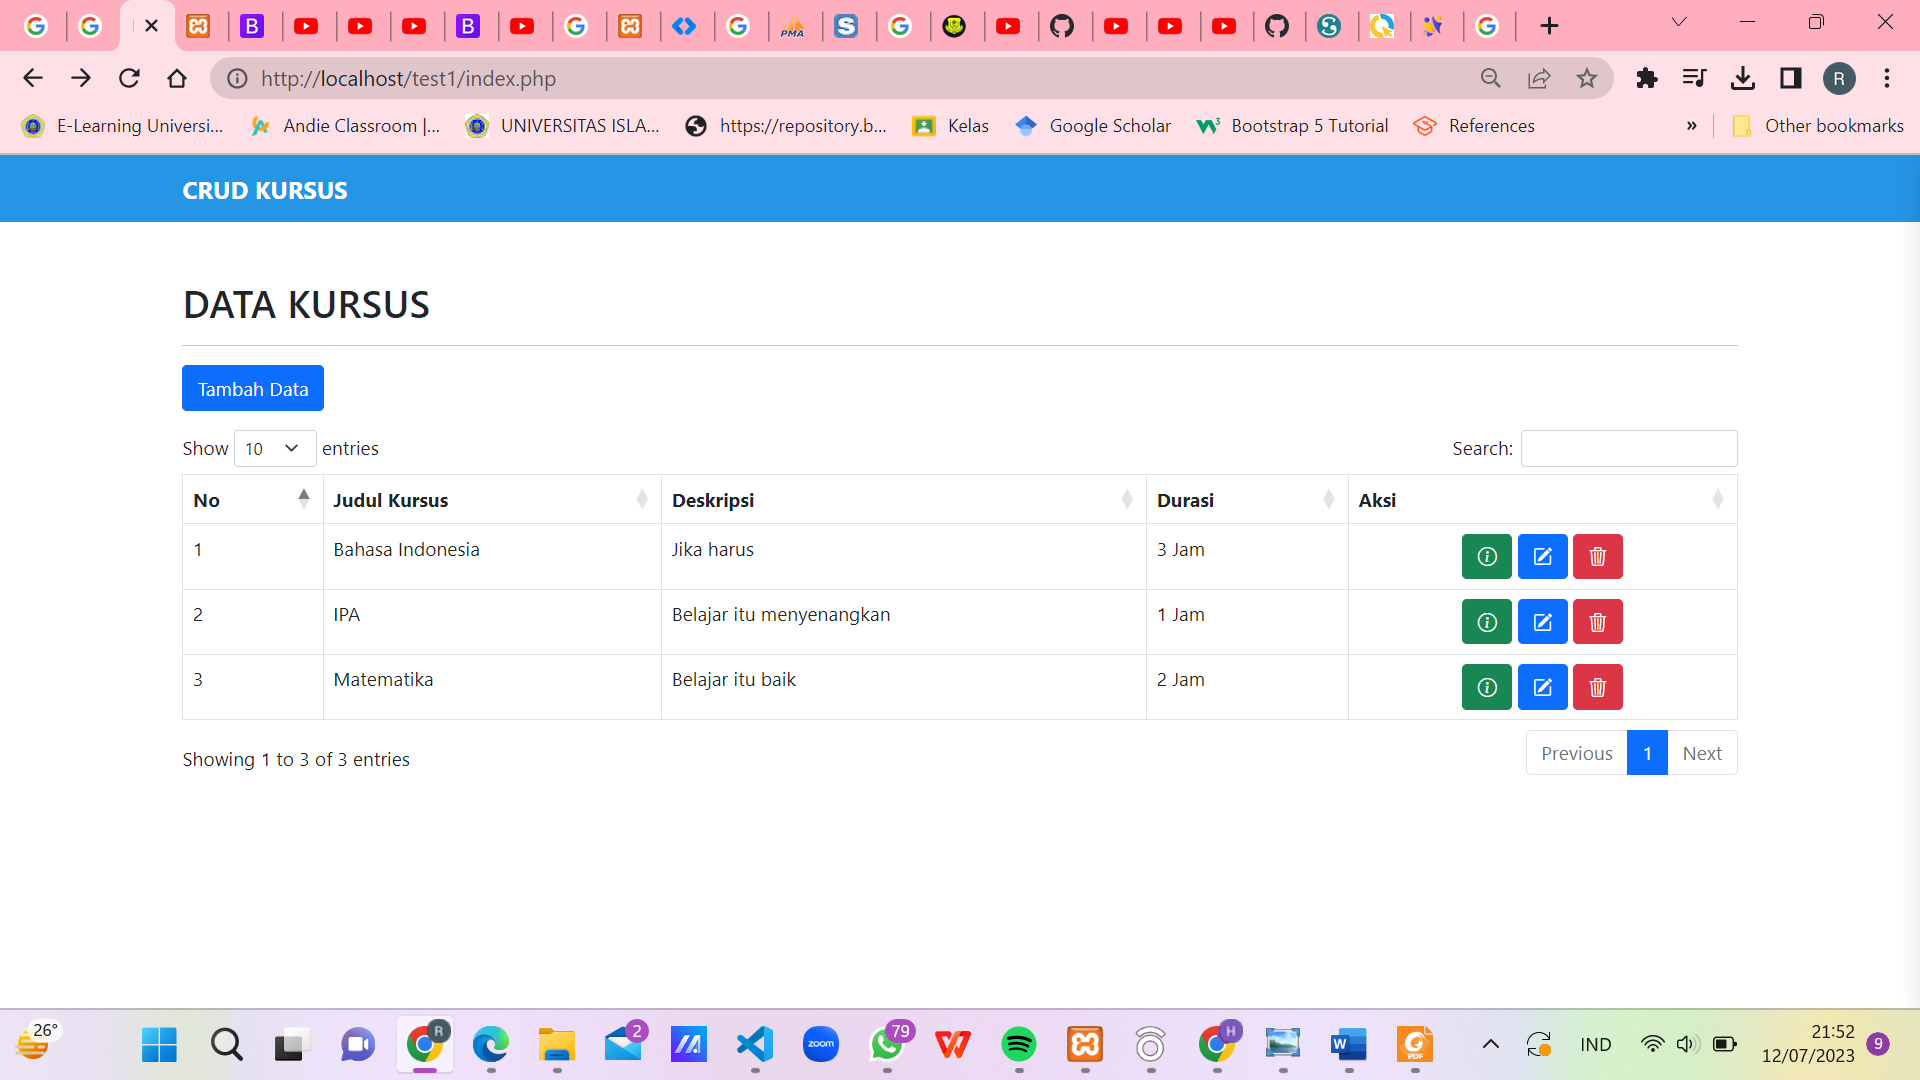 http://localhost/test1/index.php
R
E-Learning Universi... Andie Classroom |... UNIVERSITAS ISLA... https://repository.b... Kelas Google Scholar Bootstrap 5 Tutorial References » Other bookmarks
CRUD KURSUS
DATA KURSUS
Tambah Data
Show 10 entries Search:
No Judul Kursus Deskripsi Durasi Aksi
1 Bahasa Indonesia Jika harus 3 Jam
2 IPA Belajar itu menyenangkan 1 Jam
3 Matematika Belajar itu baik 2 Jam
Showing 1 to 3 of 3 entries Previous 1 Next
26° R 2 zoom 79 H W PDF IND 21:52 9
12/07/2023